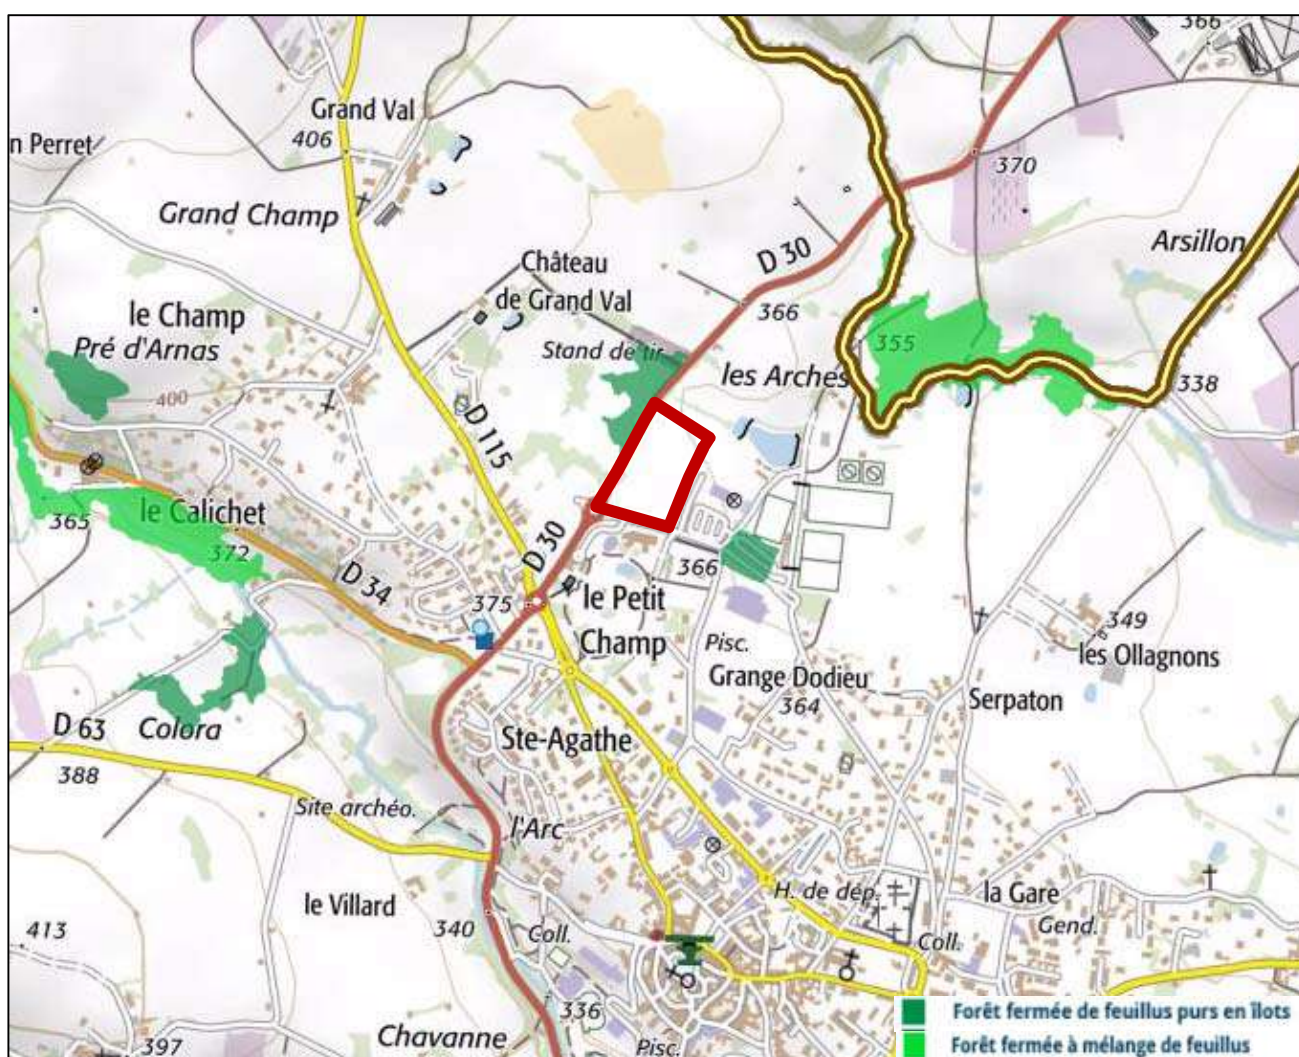 366
Grand Val
406
n Perret
370
Grand Champ
D 30
Arsillon
Château
de Grand Val
366
le Champ
Pré d'Arnas
Stand de tir
355
les Arches
338
400
D 115
le Calichet
365
372
D 30
D 34
366
375
le Petit
Champ
349
Pisc.
les Ollagnons
Grange Dodieu
364
Serpaton
D 63
Colora
388
Ste-Agathe
Site archéo.
l'Arc
H. de dép.
la Gare
le Villard
340
Gend.
413
Coll.
Coll.
336
Chavanne
397
Pisc.
Forêt fermée de feuillus purs en îlots
Forêt fermée à mélange de feuillus